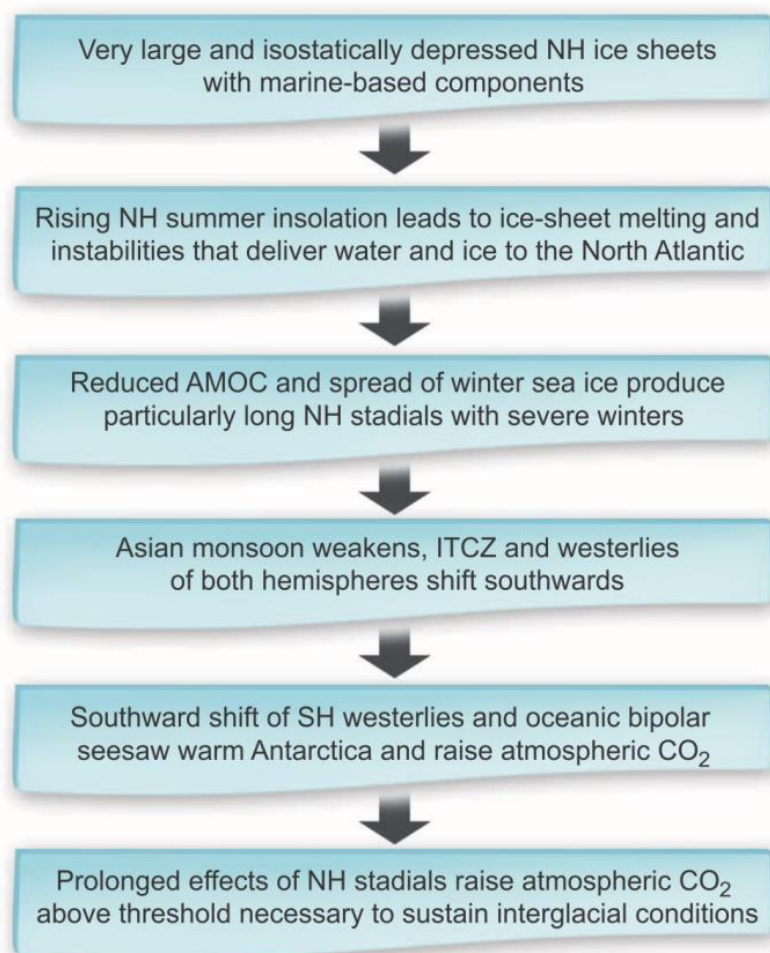 Very large and isostatically depressed NH ice sheets
with marine-based components
Rising NH summer insolation leads to ice-sheet melting and
instabilities that deliver water and ice to the North Atlantic
Reduced AMOC and spread of winter sea ice produce
particularly long NH stadials with severe winters
Asian monsoon weakens, ITCZ and westerlies
of both hemispheres shift southwards
Southward shift of SH westerlies and oceanic bipolar
seesaw warm Antarctica and raise atmospheric CO₂
Prolonged effects of NH stadials raise atmospheric CO₂
above threshold necessary to sustain interglacial conditions